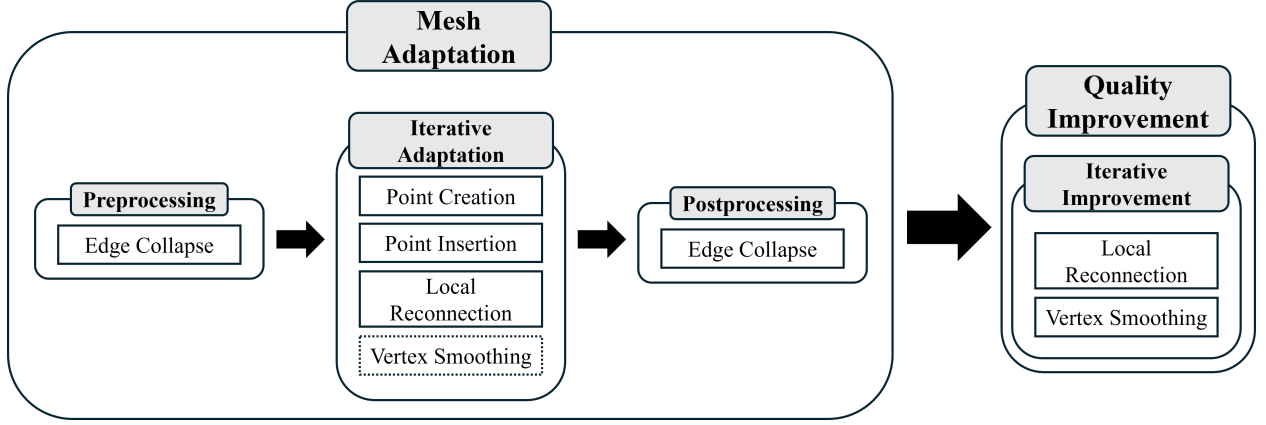 Mesh
Adaptation
Preprocessing
Edge Collapse
Iterative
Adaptation
Point Creation
Point Insertion
Local
Reconnection
Vertex Smoothing
Postprocessing
Edge Collapse
Quality
Improvement
Iterative
Improvement
Local
Reconnection
Vertex Smoothing